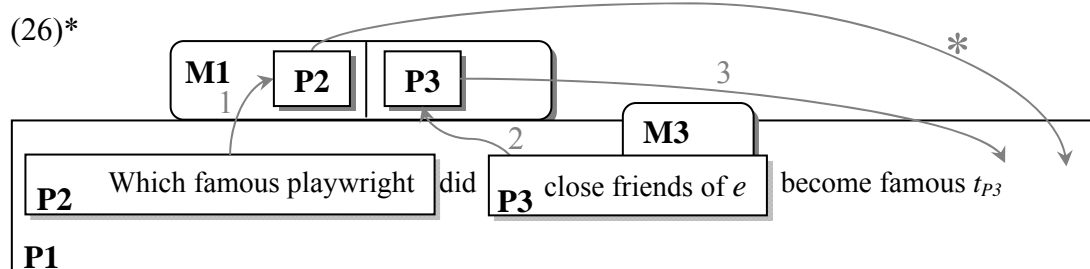 (26)*
M1 P2 P3 * 3
1 2 M3
P2 Which famous playwright did P3 close friends of e become famous t_P3
P1